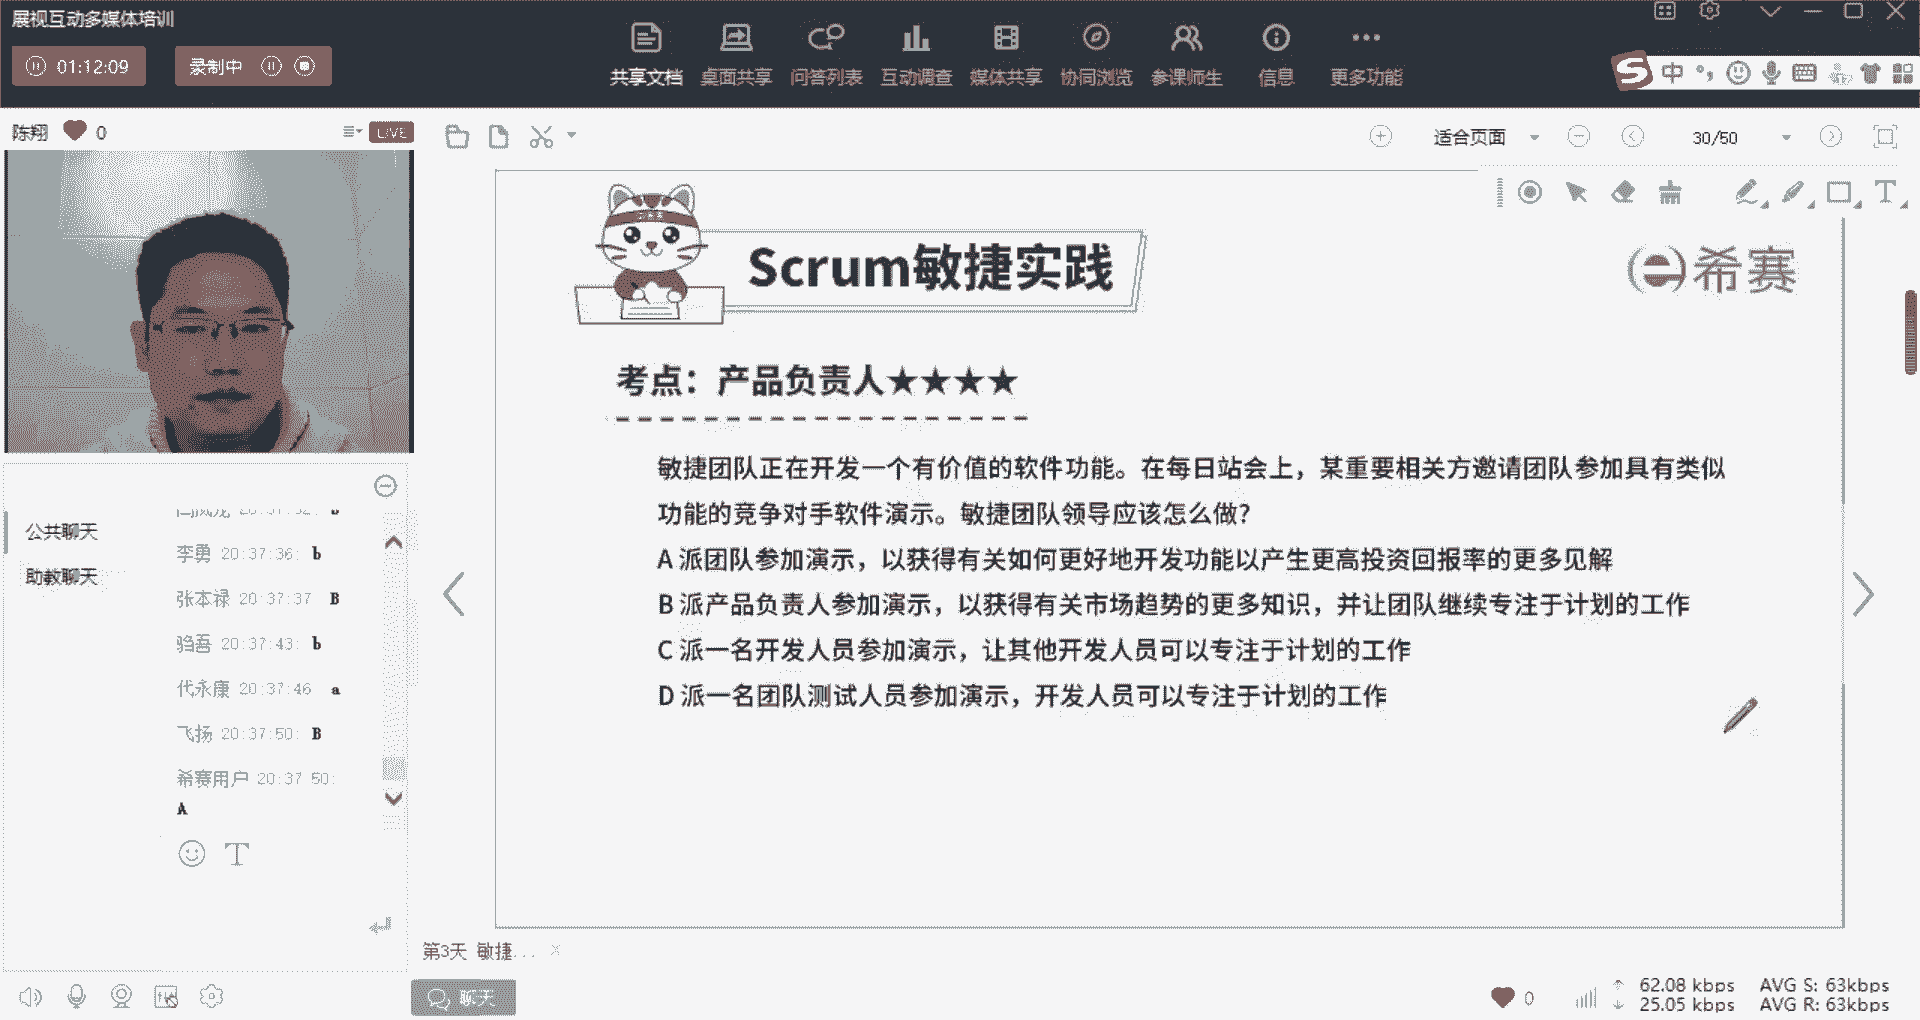 展视互动多媒体培训
01:12:09
录制中
共享文档
桌面共享
问答列表
互动调查
媒体共享
协同浏览
参课师生
信息
更多功能
中
陈翔
0
LIVE
适合页面
30/50
Scrum敏捷实践
希赛
考点：产品负责人★★★★
敏捷团队正在开发一个有价值的软件功能。在每日站会上，某重要相关方邀请团队参加具有类似
功能的竞争对手软件演示。敏捷团队领导应该怎么做？
A 派团队参加演示，以获得有关如何更好地开发功能以产生更高投资回报率的更多见解
B 派产品负责人参加演示，以获得有关市场趋势的更多知识，并让团队继续专注于计划的工作
C 派一名开发人员参加演示，让其他开发人员可以专注于计划的工作
D 派一名团队测试人员参加演示，开发人员可以专注于计划的工作
公共聊天
助教聊天
李勇 20:37:36: b
张本禄 20:37:37 B
20:37:43: b
代永康 20:37:46 a
飞扬 20:37:50: B
希赛用户 20:37 50:
A
第3天 敏捷...
聊天
0
62.08 kbps
AVG S: 63kbps
25.05 kbps
AVG R: 63kbps